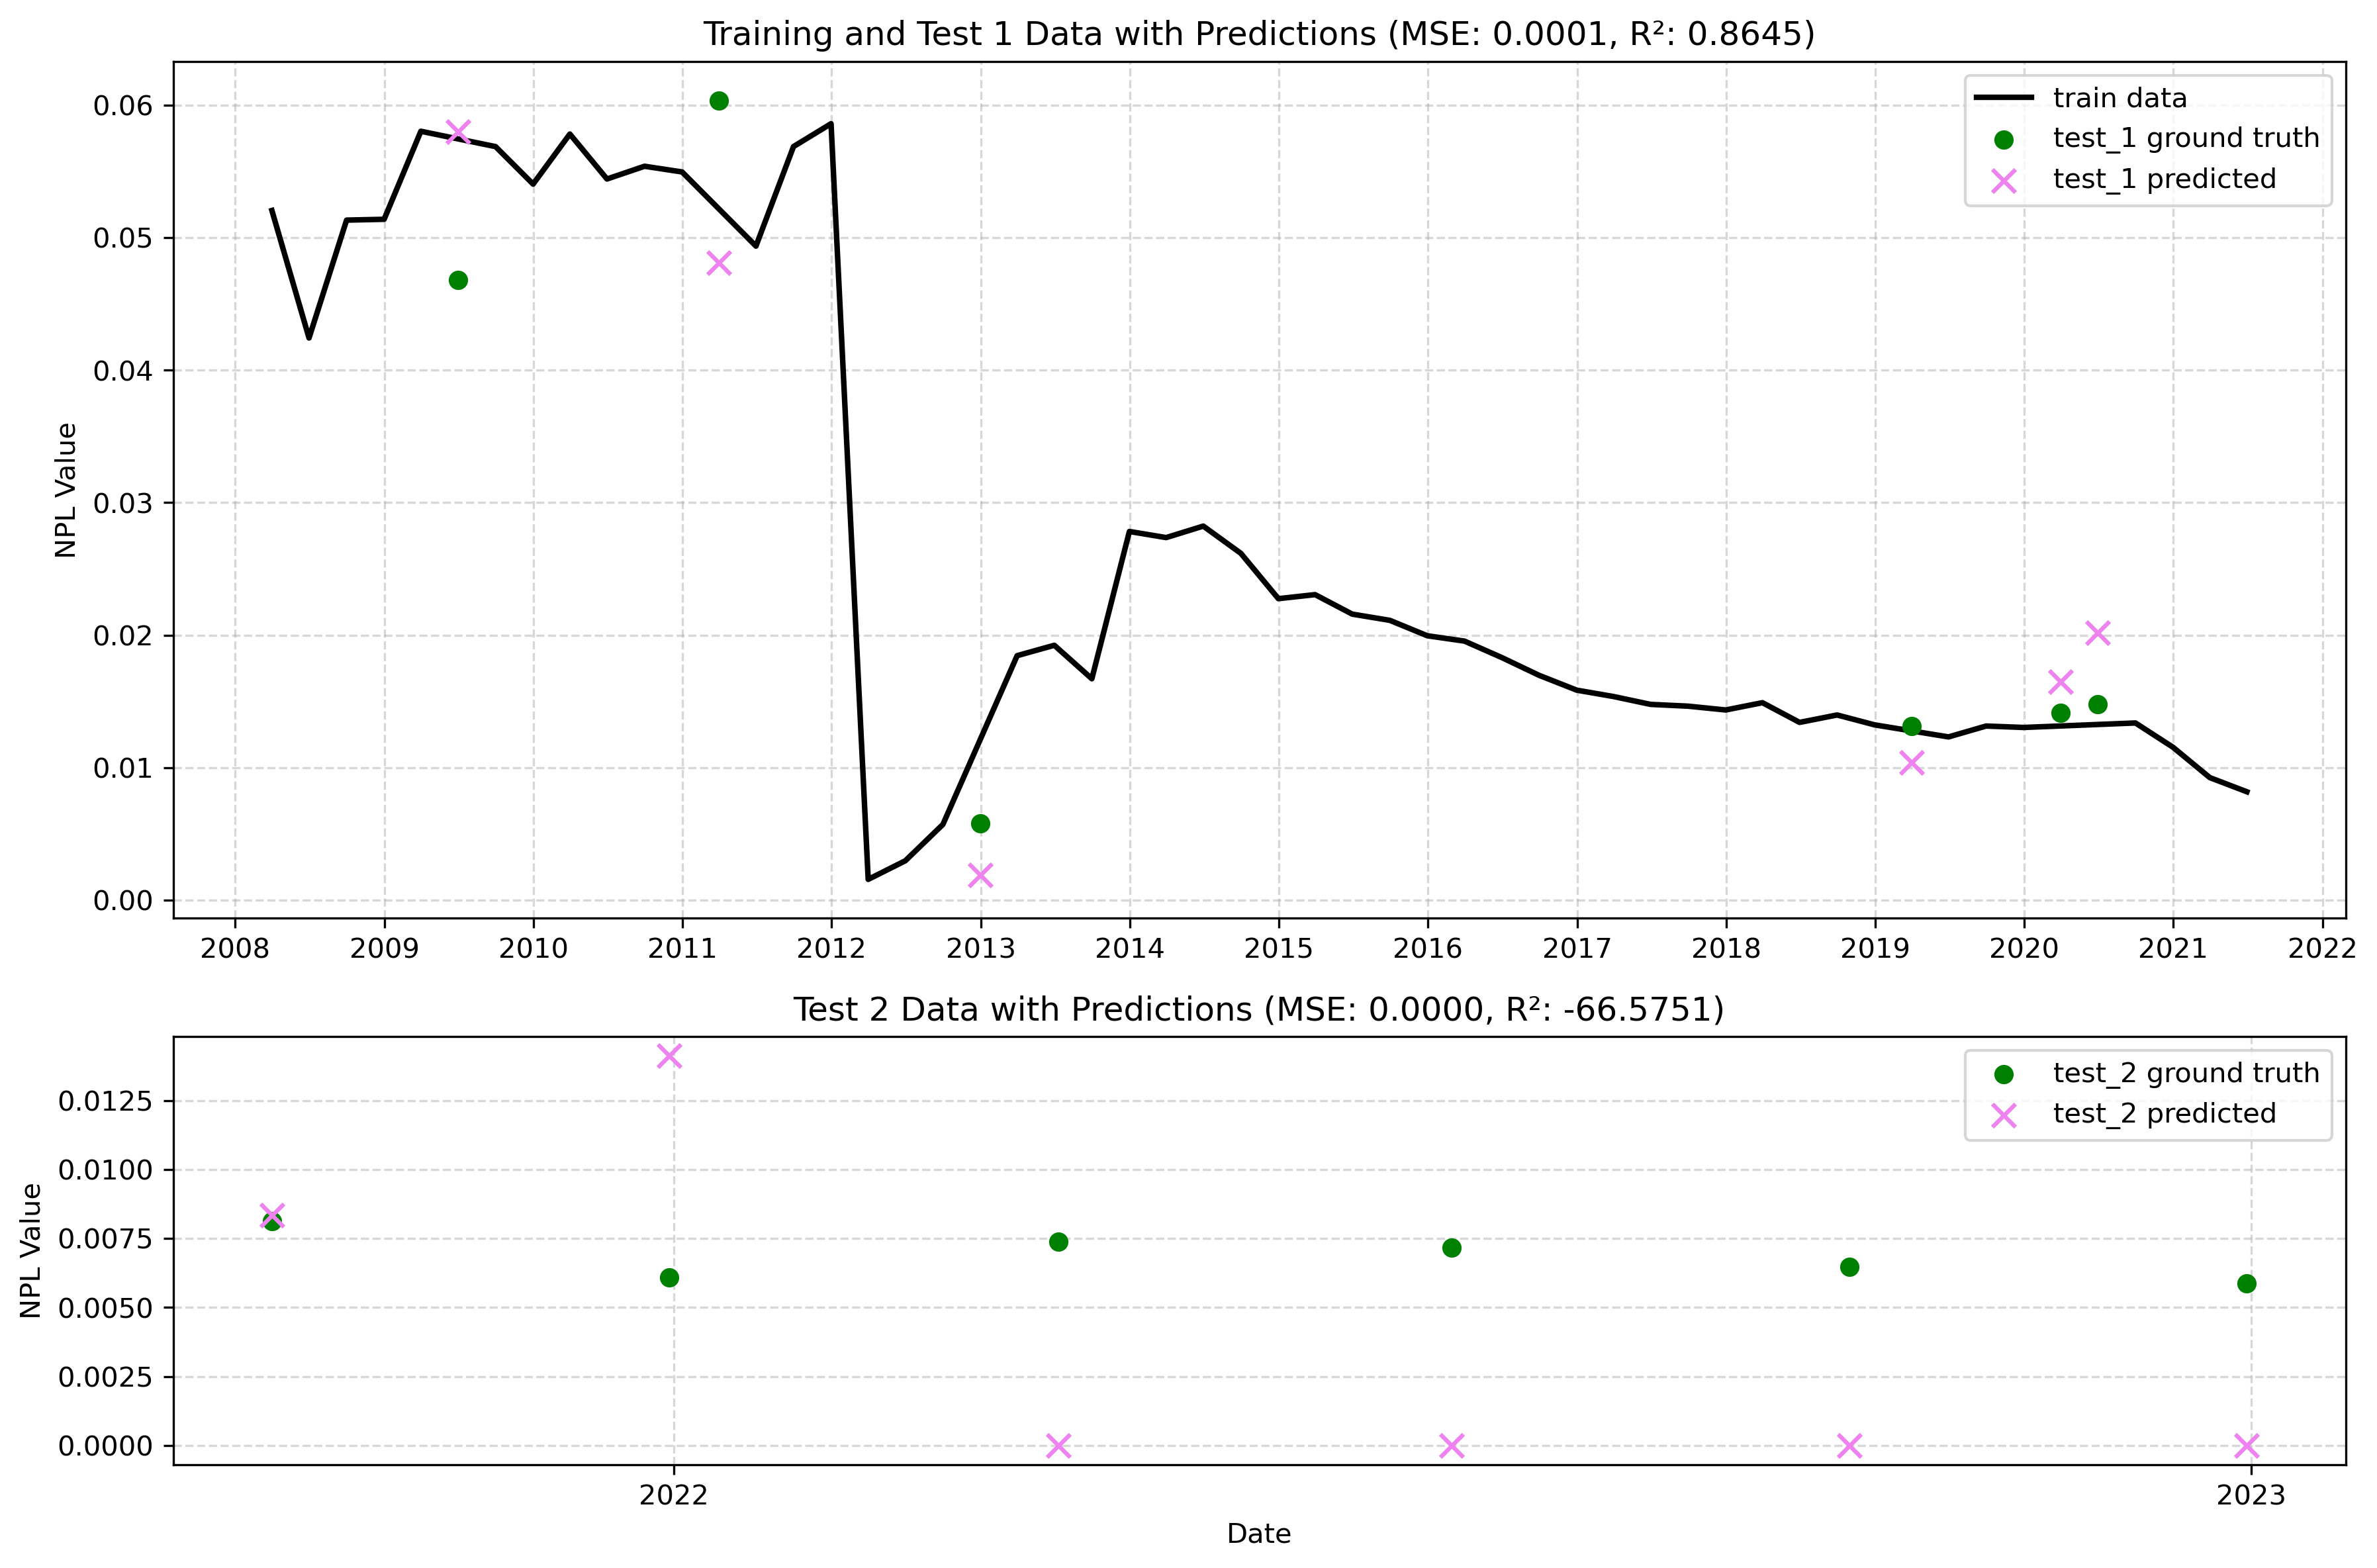 Training and Test 1 Data with Predictions (MSE: 0.0001, R²: 0.8645)
train data
test_1 ground truth
test_1 predicted
NPL Value
0.06
0.05
0.04
0.03
0.02
0.01
0.00
2008 2009 2010 2011 2012 2013 2014 2015 2016 2017 2018 2019 2020 2021 2022
Test 2 Data with Predictions (MSE: 0.0000, R²: -66.5751)
test_2 ground truth
test_2 predicted
NPL Value
0.0125
0.0100
0.0075
0.0050
0.0025
0.0000
2022 2023
Date